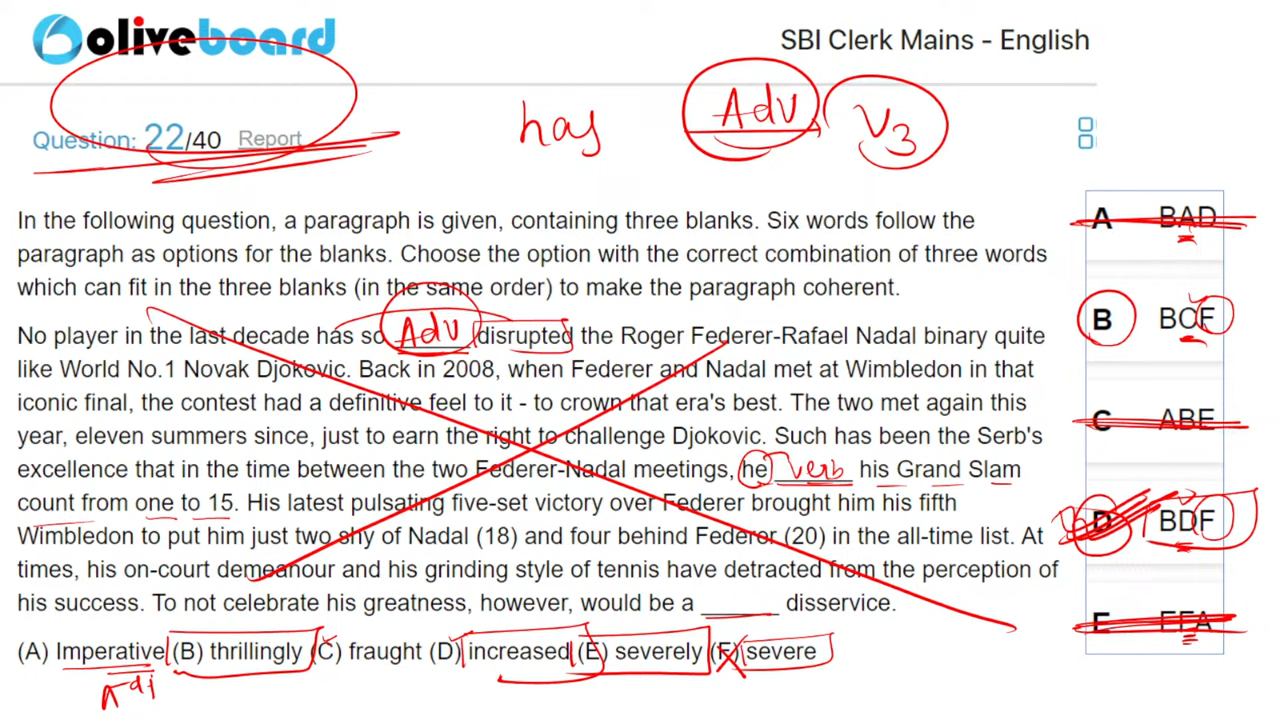 oliveboard
SBI Clerk Mains - English
has Adv V3
Question: 22/40 Report
In the following question, a paragraph is given, containing three blanks. Six words follow the
paragraph as options for the blanks. Choose the option with the correct combination of three words
which can fit in the three blanks (in the same order) to make the paragraph coherent.
No player in the last decade has so Adv disrupted the Roger Federer-Rafael Nadal binary quite
like World No.1 Novak Djokovic. Back in 2008, when Federer and Nadal met at Wimbledon in that
iconic final, the contest had a definitive feel to it - to crown that era's best. The two met again this
year, eleven summers since, just to earn the right to challenge Djokovic. Such has been the Serb's
excellence that in the time between the two Federer-Nadal meetings, he verb his Grand Slam
count from one to 15. His latest pulsating five-set victory over Federer brought him his fifth
Wimbledon to put him just two shy of Nadal (18) and four behind Federer (20) in the all-time list. At
times, his on-court demeanour and his grinding style of tennis have detracted from the perception of
his success. To not celebrate his greatness, however, would be a ______ disservice.
(A) Imperative (B) thrillingly (C) fraught (D) increased (E) severely (F) severe
Adj
A BAD
B BCF
C ABE
D BDF
E EFA